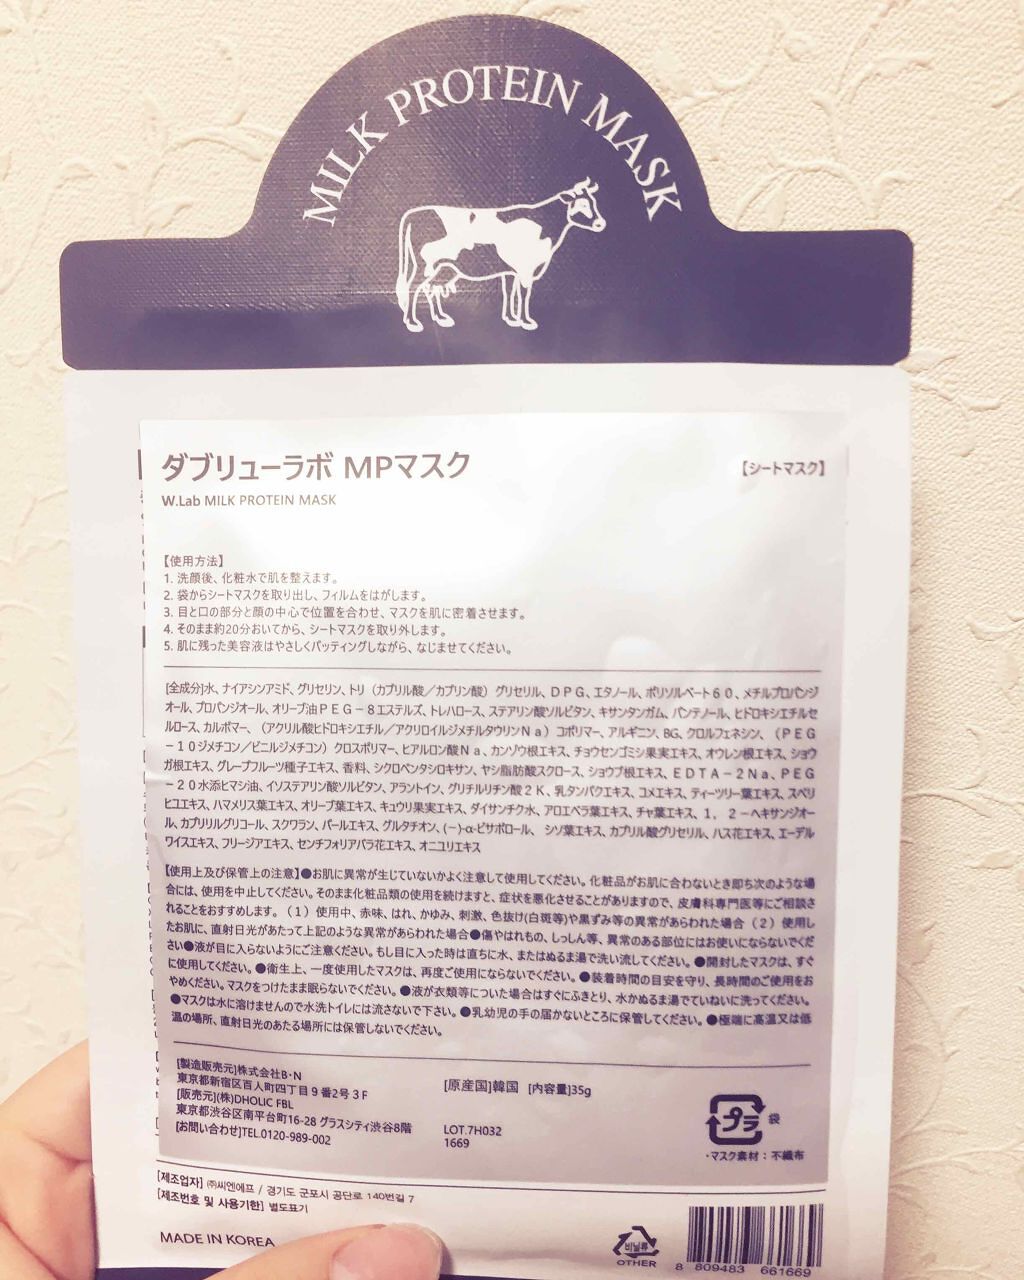 MILK PROTEIN MASK
ダブリューラボ MPマスク
【シートマスク】
W.Lab MILK PROTEIN MASK
【使用方法】
1. 洗顔後、化粧水で肌を整えます。
2. 袋からシートマスクを取り出し、フィルムをはがします。
3. 目と口の部分と顔の中心で位置を合わせ、マスクを肌に密着させます。
4. そのまま約20分おいてから、シートマスクを取り外します。
5. 肌に残った美容液はやさしくパッティングしながら、なじませてください。
[全成分]水、ナイアシンアミド、グリセリン、トリ（カプリル酸／カプリン酸）グリセリル、ＤＰＧ、エタノール、ポリソルベート６０、メチルプロパンジ
オール、プロパンジオール、オリーブ油ＰＥＧ－８エステルズ、トレハロース、ステアリン酸ソルビタン、キサンタンガム、パンテノール、ヒドロキシエチルセ
ルロース、カルボマー、（アクリル酸ヒドロキシエチル／アクリロイルジメチルタウリンＮａ）コポリマー、アルギニン、BG、クロルフェネシン、（ＰＥＧ
－10ジメチコン／ビニルジメチコン）クロスポリマー、ヒアルロン酸Ｎａ、カンゾウ根エキス、チョウセンゴミシ果実エキス、オウレン根エキス、ショウ
ガ根エキス、グレープフルーツ種子エキス、香料、シクロペンタシロキサン、ヤシ脂肪酸スクロース、ショウブ根エキス、ＥＤＴＡ－２Ｎａ、ＰＥＧ
－２０水添ヒマシ油、イソステアリン酸ソルビタン、アラントイン、グリチルリチン酸２Ｋ、乳タンパクエキス、コメエキス、ティーツリー葉エキス、スベリ
ヒユエキス、ハマメリス葉エキス、オリーブ葉エキス、キュウリ果実エキス、ダイサンチク水、アロエベラ葉エキス、チャ葉エキス、１，２－ヘキサンジオー
ル、カプリリルグリコール、スクワラン、パールエキス、グルタチオン、(－)-α-ビサボロール、 シソ葉エキス、カプリル酸グリセリル、ハス花エキス、エーデル
ワイスエキス、フリージアエキス、センチフォリアバラ花エキス、オニユリエキス
【使用上及び保管上の注意】●お肌に異常が生じていないかよく注意して使用してください。化粧品がお肌に合わないとき即ち次のような場
合には、使用を中止してください。そのまま化粧品類の使用を続けますと、症状を悪化させることがありますので、皮膚科専門医等にご相談さ
れることをおすすめします。（１）使用中、赤味、はれ、かゆみ、刺激、色抜け(白斑等)や黒ずみ等の異常があらわれた場合（２）使用し
たお肌に、直射日光があたって上記のような異常があらわれた場合●傷やはれもの、しっしん等、異常のある部位にはお使いにならないでくだ
さい●液が目に入らないようにご注意ください。もし目に入った時は直ちに水、またはぬるま湯で洗い流してください。●開封したマスクは、すぐ
に使用してください。●衛生上、一度使用したマスクは、再度ご使用にならないでください。●装着時間の目安を守り、長時間のご使用をお
やめください。マスクをつけたまま眠らないでください。●液が衣類等についた場合はすぐにふきとり、水かぬるま湯でていねいに洗ってください。
●マスクは水に溶けませんので水洗トイレには流さないで下さい。●乳幼児の手の届かないところに保管してください。●極端に高温又は低
温の場所、直射日光のあたる場所には保管しないでください。
[製造販売元]株式会社B・N
東京都新宿区百人町四丁目９番2号３F
[販売元](株)DHOLIC FBL
東京都渋谷区南平台町16-28 グラスシティ渋谷8階
[お問い合わせ]TEL.0120-989-002
[原産国]韓国 [内容量]35g
LOT.7H032
1669
プラ 袋
・マスク素材：不織布
[제조업자] ㈜씨엔에프 / 경기도 군포시 공단로 140번길 7
[제조번호 및 사용기한] 별도표기
MADE IN KOREA
비닐류
OTHER
8 809483 661669